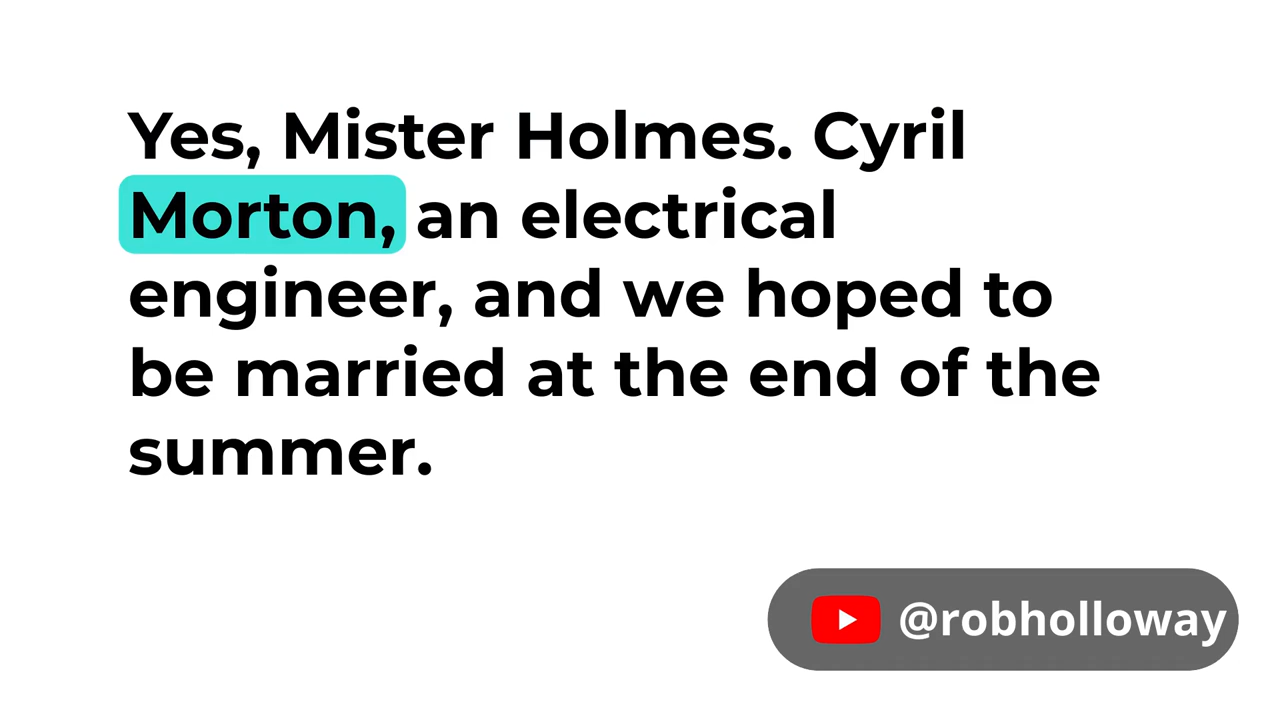 Yes, Mister Holmes. Cyril
Morton, an electrical
engineer, and we hoped to
be married at the end of the
summer.
@robholloway